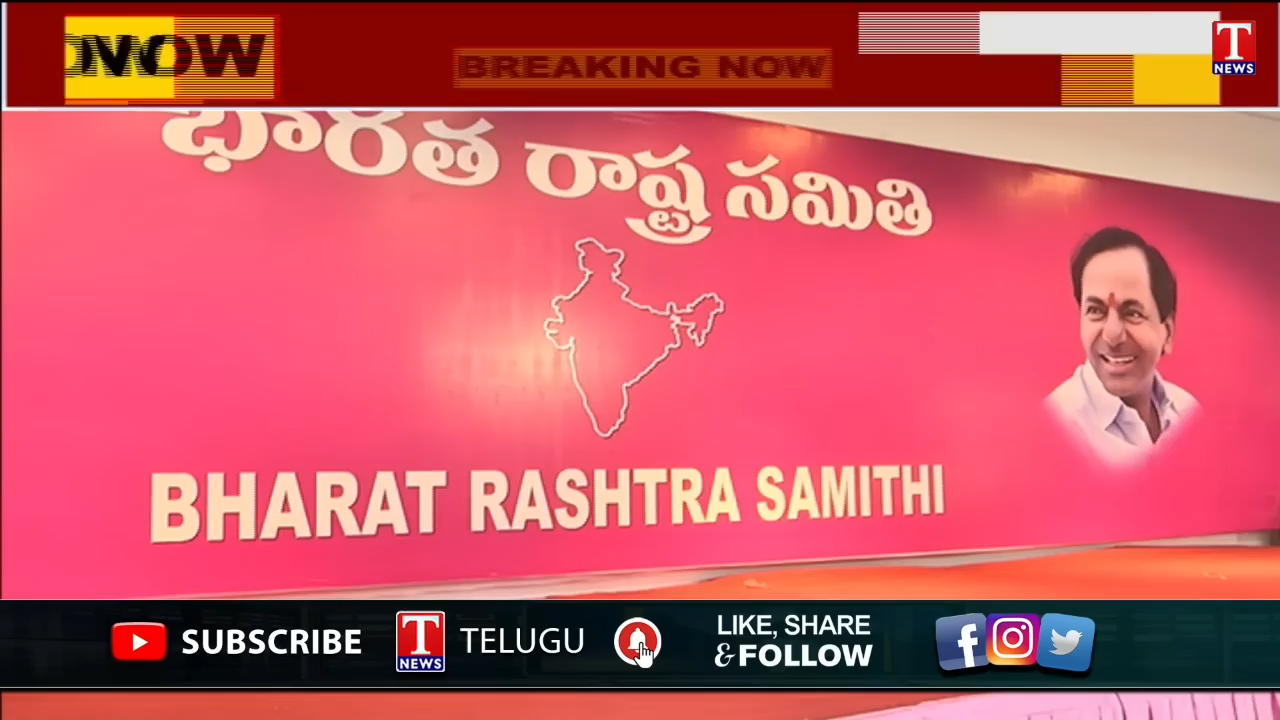 NOW
BREAKING NOW
T
NEWS
భారత రాష్ట్ర సమితి
BHARAT RASHTRA SAMITHI
SUBSCRIBE
T
NEWS
TELUGU
LIKE, SHARE
& FOLLOW